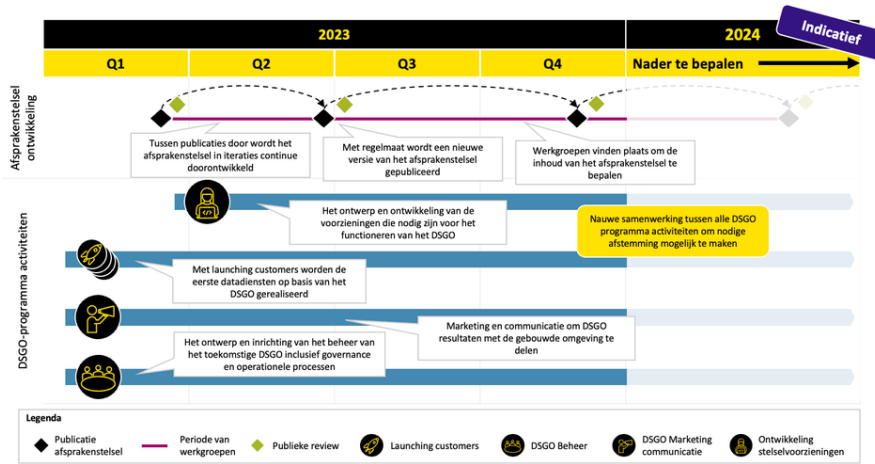 Indicatief
2023
2024
Q1
Q2
Q3
Q4
Nader te bepalen
Afsprakenstelsel
ontwikkeling
Tussen publicaties door wordt het
afsprakenstelsel in iteraties continue
doorontwikkeld
Met regelmaat wordt een nieuwe
versie van het afsprakenstelsel
gepubliceerd
Werkgroepen vinden plaats om de
inhoud van het afsprakenstelsel te
bepalen
DSGO-programma activiteiten
Het ontwerp en ontwikkeling van de
voorzieningen die nodig zijn voor het
functioneren van het DSGO
Nauwe samenwerking tussen alle DSGO
programma activiteiten om nodige
afstemming mogelijk te maken
Met launching customers worden de
eerste datadiensten op basis van het
DSGO gerealiseerd
Marketing en communicatie om DSGO
resultaten met de gebouwde omgeving te
delen
Het ontwerp en inrichting van het beheer van
het toekomstige DSGO inclusief governance
en operationele processen
Legenda
Publicatie
afsprakenstelsel
Periode van
werkgroepen
Publieke review
Launching customers
DSGO Beheer
DSGO Marketing
communicatie
Ontwikkeling
stelselvoorzieningen